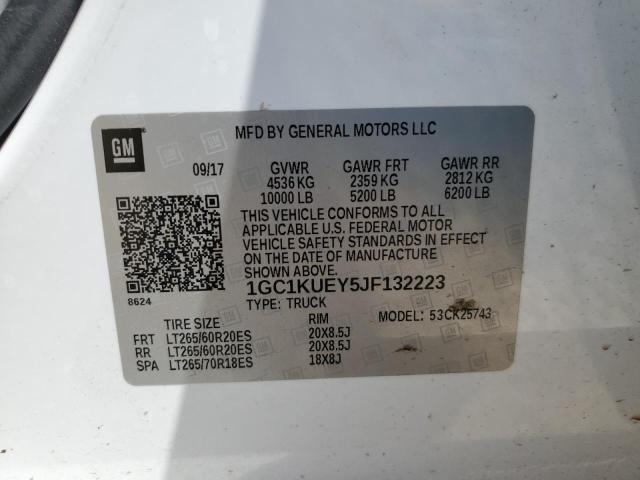 GM
MFD BY GENERAL MOTORS LLC
09/17 GVWR GAWR FRT GAWR RR
4536 KG 2359 KG 2812 KG
10000 LB 5200 LB 6200 LB
THIS VEHICLE CONFORMS TO ALL
APPLICABLE U.S. FEDERAL MOTOR
VEHICLE SAFETY STANDARDS IN EFFECT
ON THE DATE OF MANUFACTURE
SHOWN ABOVE.
8624
1GC1KUEY5JF132223
TYPE: TRUCK MODEL: 53CK25743
TIRE SIZE RIM
FRT LT265/60R20ES 20X8.5J
RR LT265/60R20ES 20X8.5J
SPA LT265/70R18ES 18X8J